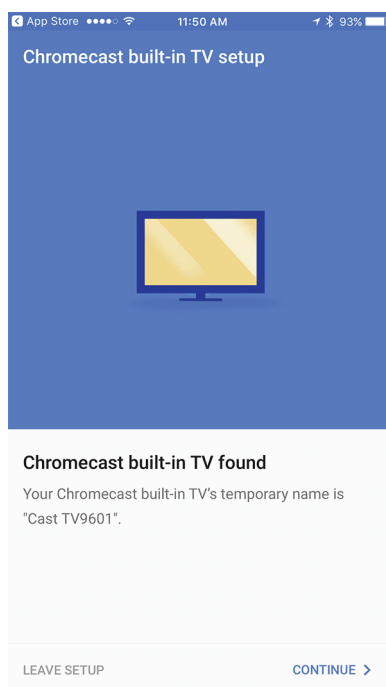 App Store 11:50 AM 93%
Chromecast built-in TV setup
Chromecast built-in TV found
Your Chromecast built-in TV's temporary name is
"Cast TV9601".
LEAVE SETUP CONTINUE